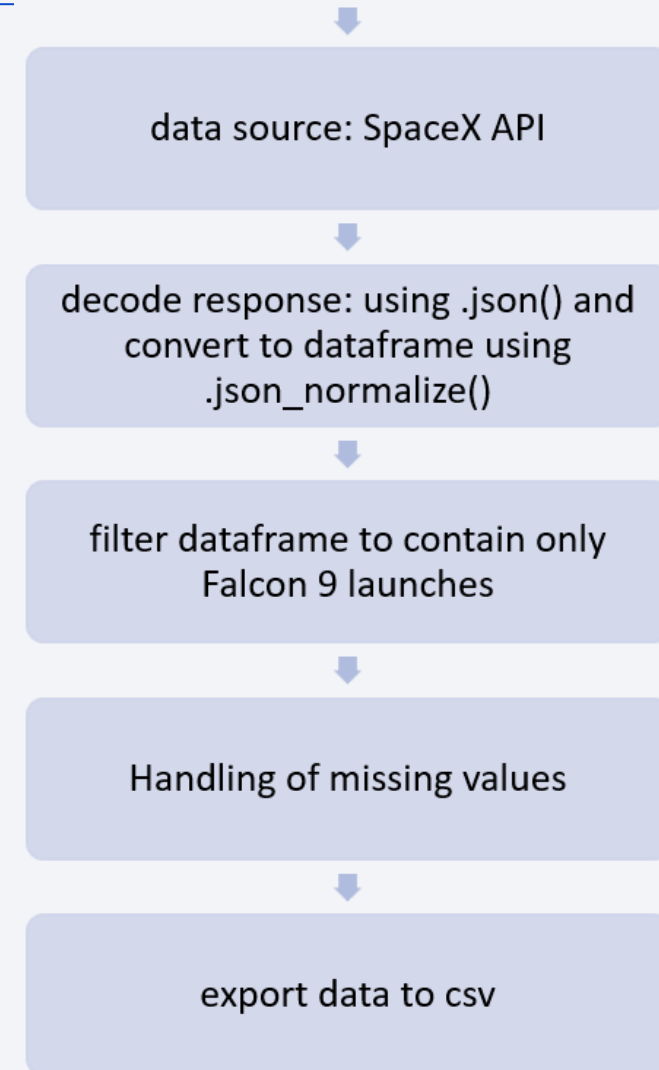 data source: SpaceX API
decode response: using .json() and
convert to dataframe using
.json_normalize()
filter dataframe to contain only
Falcon 9 launches
Handling of missing values
export data to csv